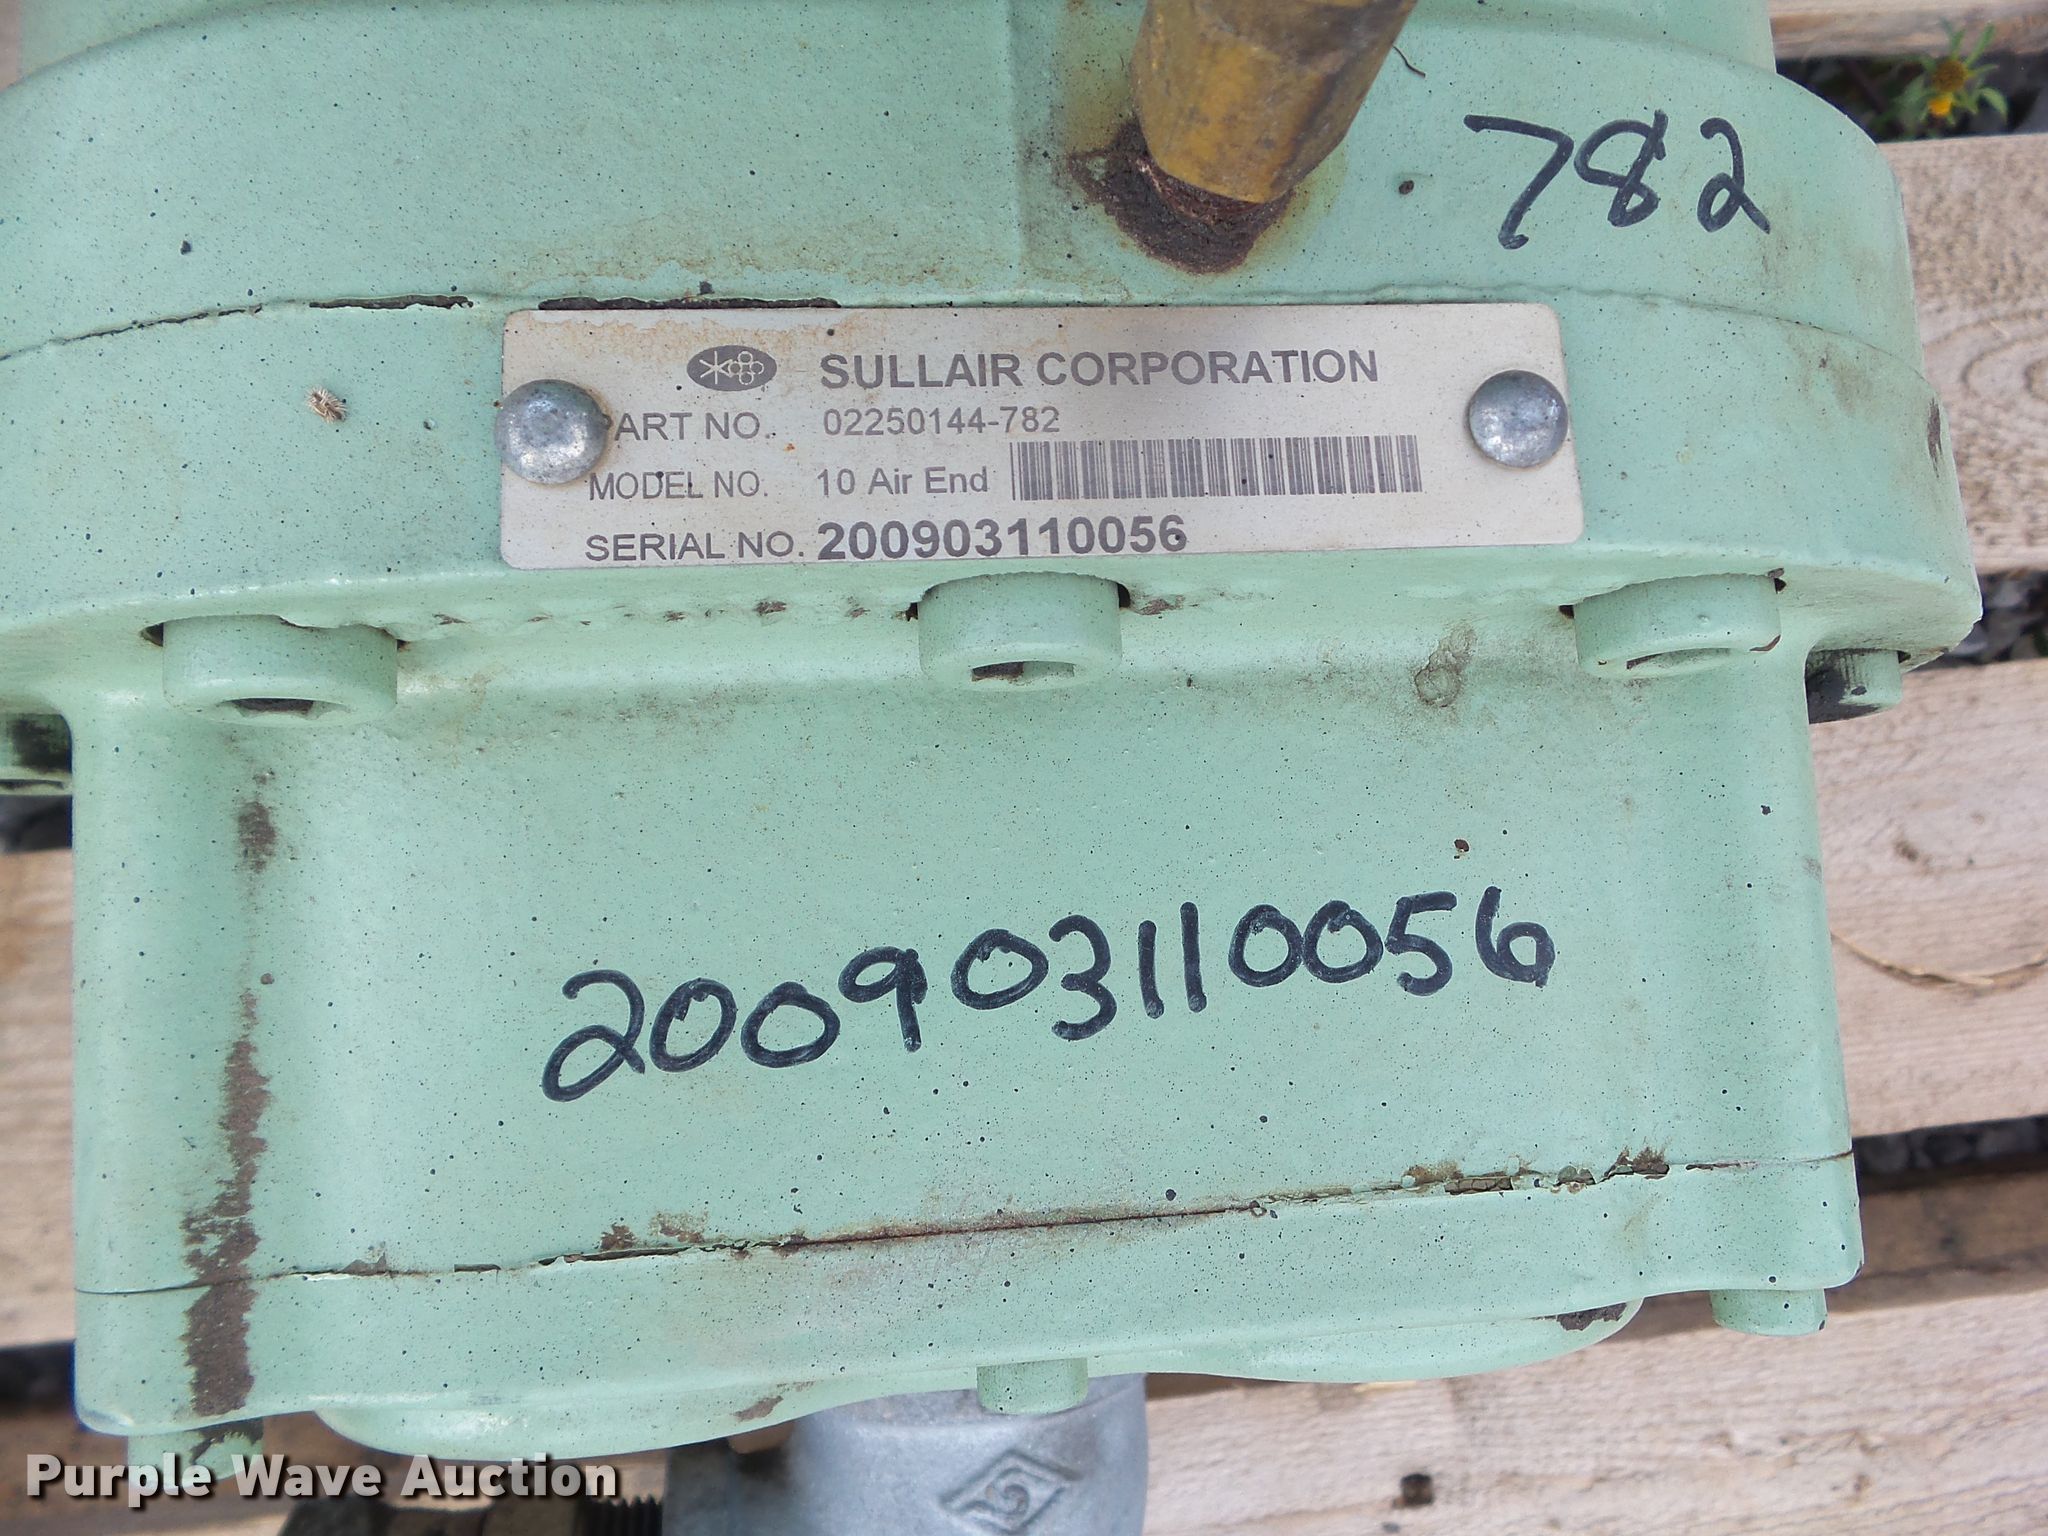 782
SULLAIR CORPORATION
PART NO. 02250144-782
MODEL NO. 10 Air End
SERIAL NO. 200903110056
200903110056
Purple Wave Auction